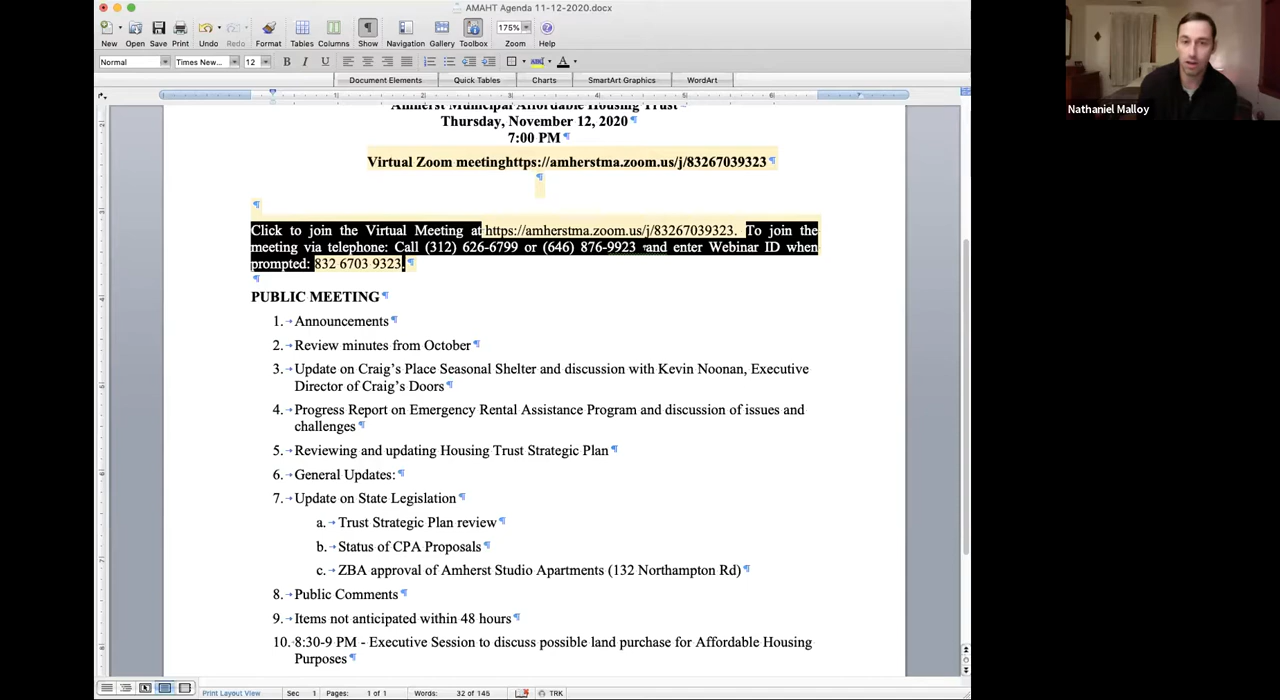 AMAHT Agenda 11-12-2020.docx
New Open Save Print Undo Redo Format Tables Columns Show Navigation Gallery Toolbox Zoom Help
175%
Normal Times New... 12 B I U
Document Elements Quick Tables Charts SmartArt Graphics WordArt
Amherst Municipal Affordable Housing Trust
Thursday, November 12, 2020
7:00 PM
Virtual Zoom meetinghttps://amherstma.zoom.us/j/83267039323
Click to join the Virtual Meeting at https://amherstma.zoom.us/j/83267039323. To join the
meeting via telephone: Call (312) 626-6799 or (646) 876-9923 and enter Webinar ID when
prompted: 832 6703 9323.
PUBLIC MEETING
1. Announcements
2. Review minutes from October
3. Update on Craig’s Place Seasonal Shelter and discussion with Kevin Noonan, Executive
Director of Craig’s Doors
4. Progress Report on Emergency Rental Assistance Program and discussion of issues and
challenges
5. Reviewing and updating Housing Trust Strategic Plan
6. General Updates:
7. Update on State Legislation
a. Trust Strategic Plan review
b. Status of CPA Proposals
c. ZBA approval of Amherst Studio Apartments (132 Northampton Rd)
8. Public Comments
9. Items not anticipated within 48 hours
10. 8:30-9 PM - Executive Session to discuss possible land purchase for Affordable Housing
Purposes
Print Layout View Sec 1 Pages: 1 of 1 Words: 32 of 145 TRK
Nathaniel Malloy